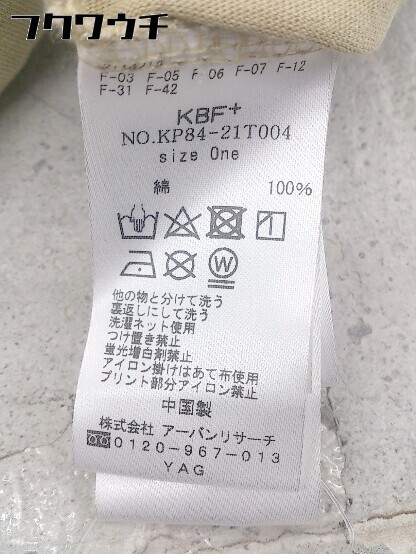 フクワウチ
F-03 F-05 F 06 F-07 F-12
F-31 F-42
KBF+
NO.KP84-21T004
size One
綿 100%
W
他の物と分けて洗う
裏返しにして洗う
洗濯ネット使用
つけ置き禁止
蛍光増白剤禁止
アイロン掛けはあて布使用
プリント部分アイロン禁止
中国製
株式会社 アーバンリサーチ
0120-967-013
YAG